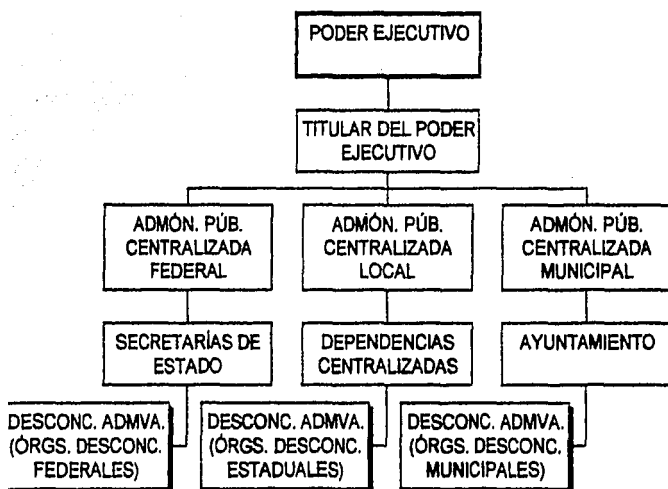 PODER EJECUTIVO
TITULAR DEL PODER
EJECUTIVO
ADMÓN. PÚB.
CENTRALIZADA
FEDERAL
ADMÓN. PÚB.
CENTRALIZADA
LOCAL
ADMÓN. PÚB.
CENTRALIZADA
MUNICIPAL
SECRETARÍAS DE
ESTADO
DEPENDENCIAS
CENTRALIZADAS
AYUNTAMIENTO
DESCONC. ADMVA.
(ÓRGS. DESCONC.
FEDERALES)
DESCONC. ADMVA.
(ÓRGS. DESCONC.
ESTADUALES)
DESCONC. ADMVA.
(ÓRGS. DESCONC.
MUNICIPALES)